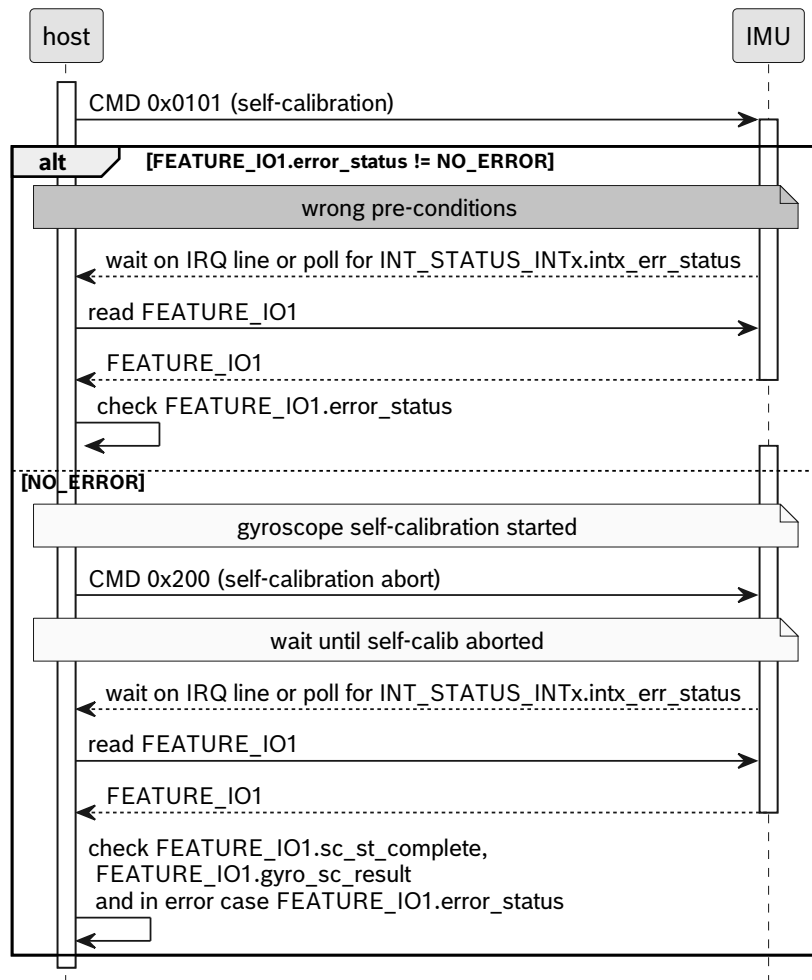 host
IMU
CMD 0x0101 (self-calibration)
alt
[FEATURE_IO1.error_status != NO_ERROR]
wrong pre-conditions
wait on IRQ line or poll for INT_STATUS_INTx.intx_err_status
read FEATURE_IO1
FEATURE_IO1
check FEATURE_IO1.error_status
[NO_ERROR]
gyroscope self-calibration started
CMD 0x200 (self-calibration abort)
wait until self-calib aborted
wait on IRQ line or poll for INT_STATUS_INTx.intx_err_status
read FEATURE_IO1
FEATURE_IO1
check FEATURE_IO1.sc_st_complete,
FEATURE_IO1.gyro_sc_result
and in error case FEATURE_IO1.error_status